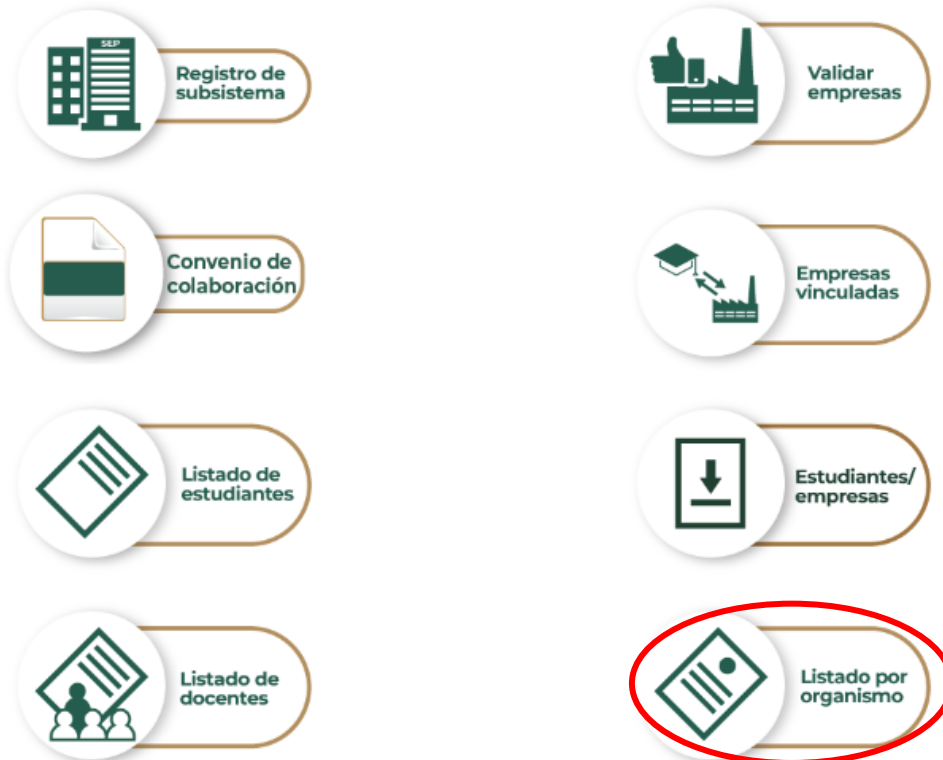 SEP
Registro de
subsistema
Validar
empresas
Convenio de
colaboración
Empresas
vinculadas
Listado de
estudiantes
Estudiantes/
empresas
Listado de
docentes
Listado por
organismo